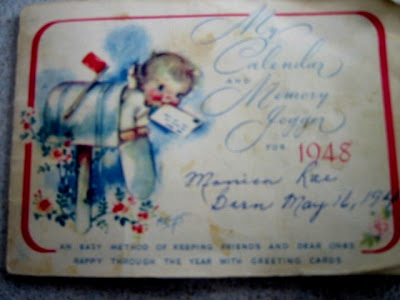 My
Calendar
AND
Memory
Jogger
FOR 1948
Monica Rae
Born May 16, 194
AN EASY METHOD OF KEEPING FRIENDS AND DEAR ONES
HAPPY THROUGH THE YEAR WITH GREETING CARDS